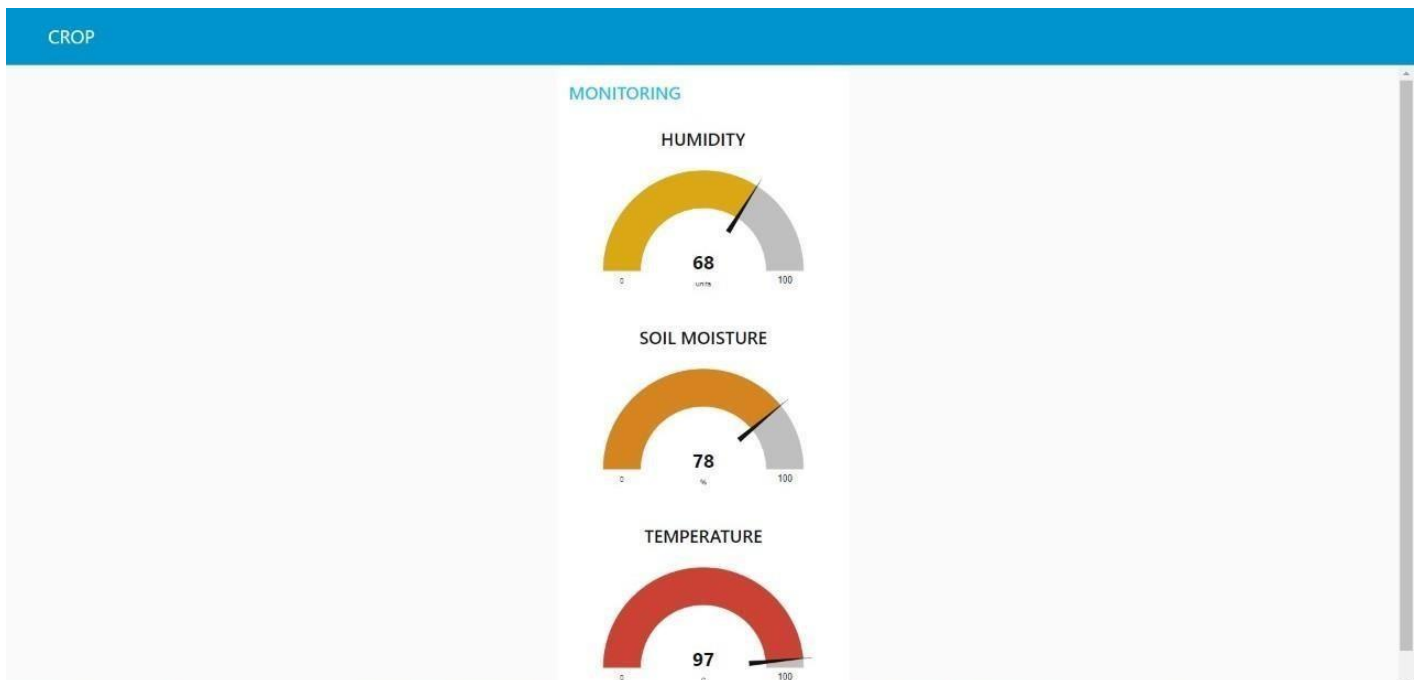 CROP
MONITORING
HUMIDITY
68
0 units 100
SOIL MOISTURE
78
0 % 100
TEMPERATURE
97
0 100